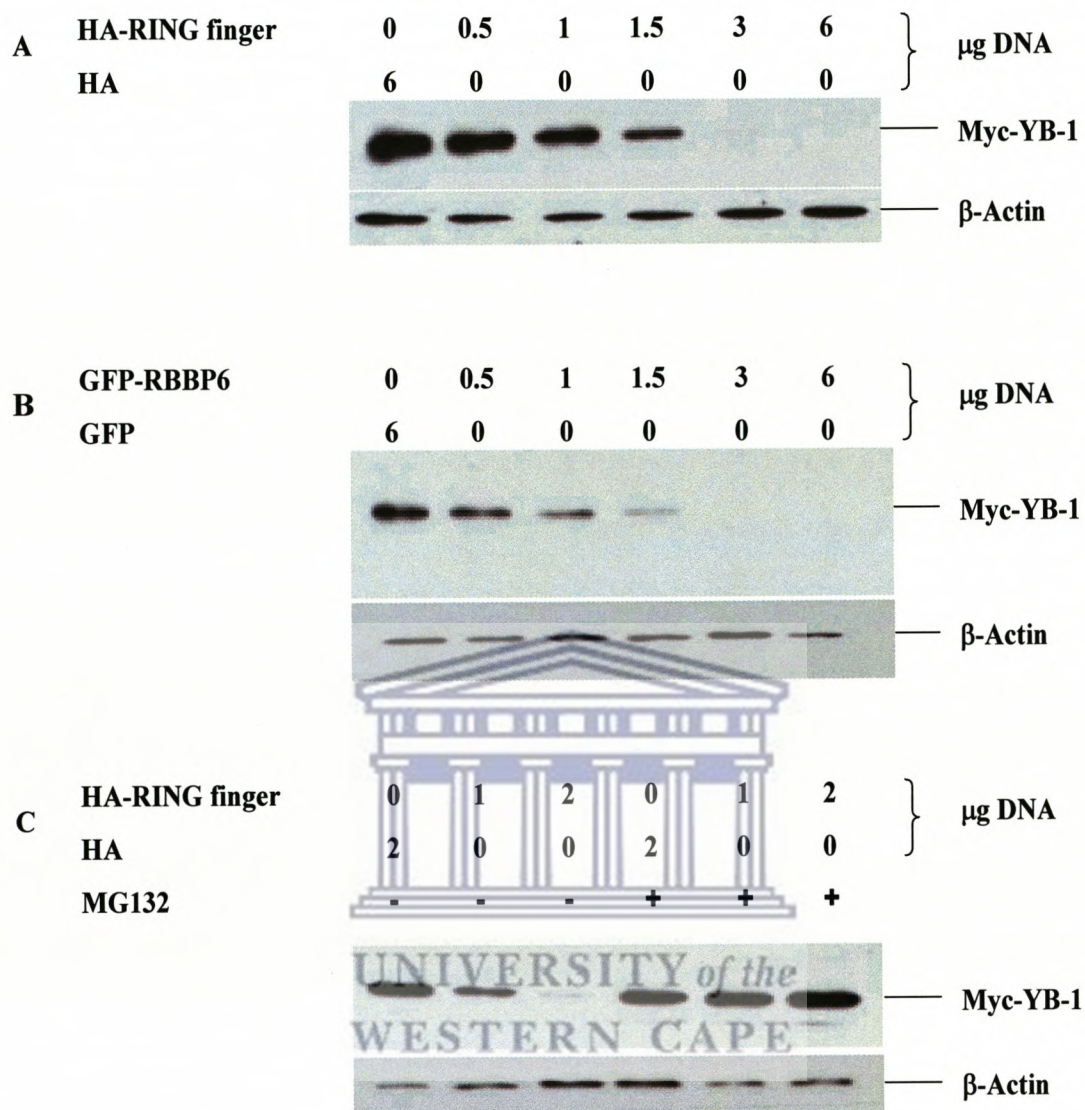 A
HA-RING finger 0 0.5 1 1.5 3 6
HA 6 0 0 0 0 0
μg DNA
Myc-YB-1
β-Actin
B
GFP-RBBP6 0 0.5 1 1.5 3 6
GFP 6 0 0 0 0 0
μg DNA
Myc-YB-1
β-Actin
C
HA-RING finger 0 1 2 0 1 2
HA 2 0 0 2 0 0
μg DNA
MG132 - - - + + +
UNIVERSITY of the
WESTERN CAPE
Myc-YB-1
β-Actin